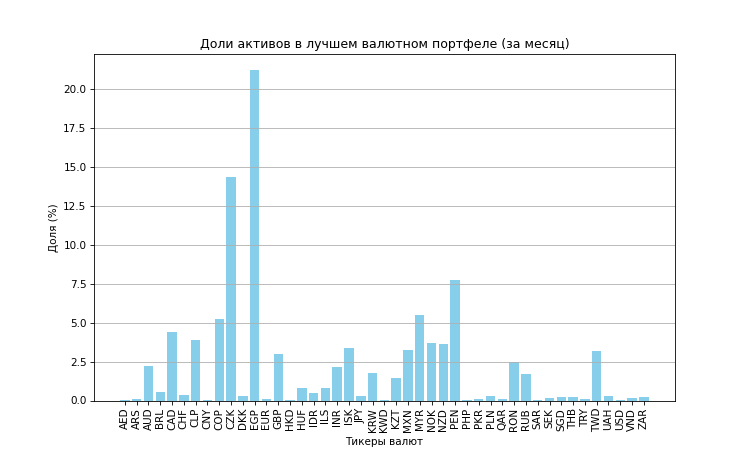 Доли активов в лучшем валютном портфеле (за месяц)
Доля (%)
20.0
17.5
15.0
12.5
10.0
7.5
5.0
2.5
0.0
AED ARS AUD BRL CAD CHF CLP CNY COP CZK DKK EGP EUR GBP HKD HUF IDR ILS INR ISK JPY KRW KWD KZT MXN MYR NOK NZD PEN PHP PKR PLN QAR RON RUB SAR SEK SGD THB TRY TWD UAH USD VND ZAR
Тикеры валют